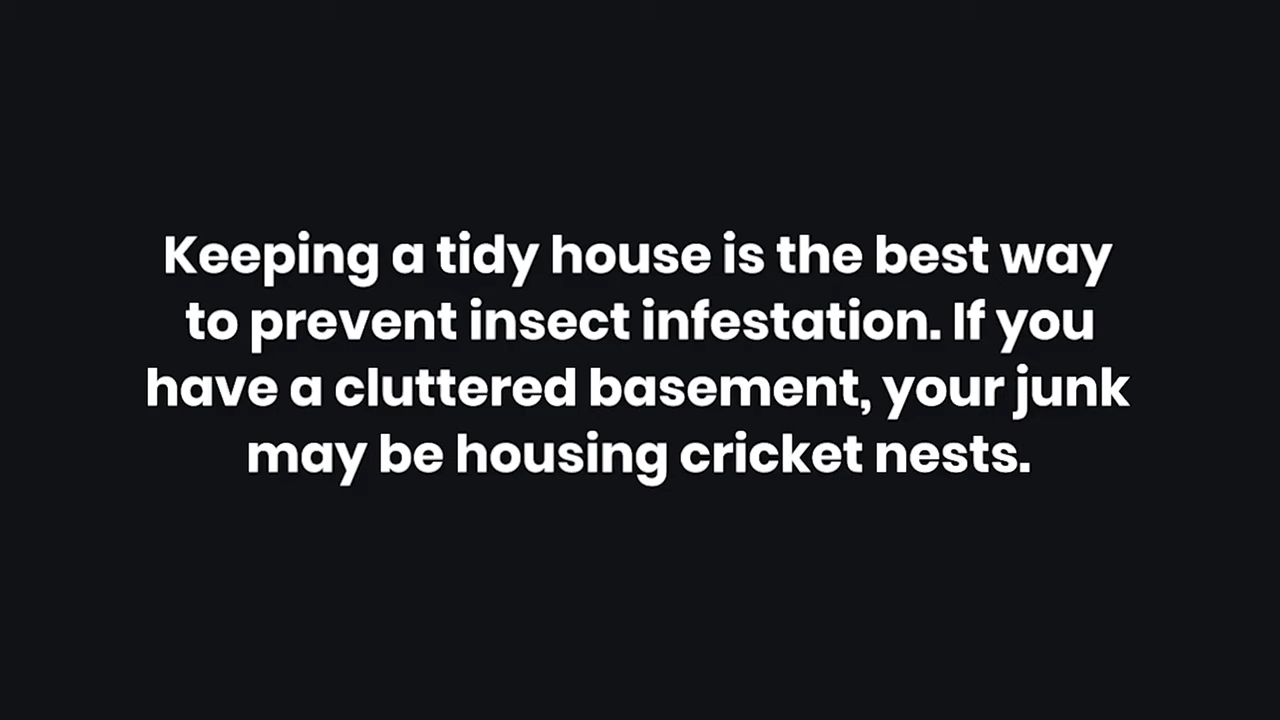 Keeping a tidy house is the best way
to prevent insect infestation. If you
have a cluttered basement, your junk
may be housing cricket nests.